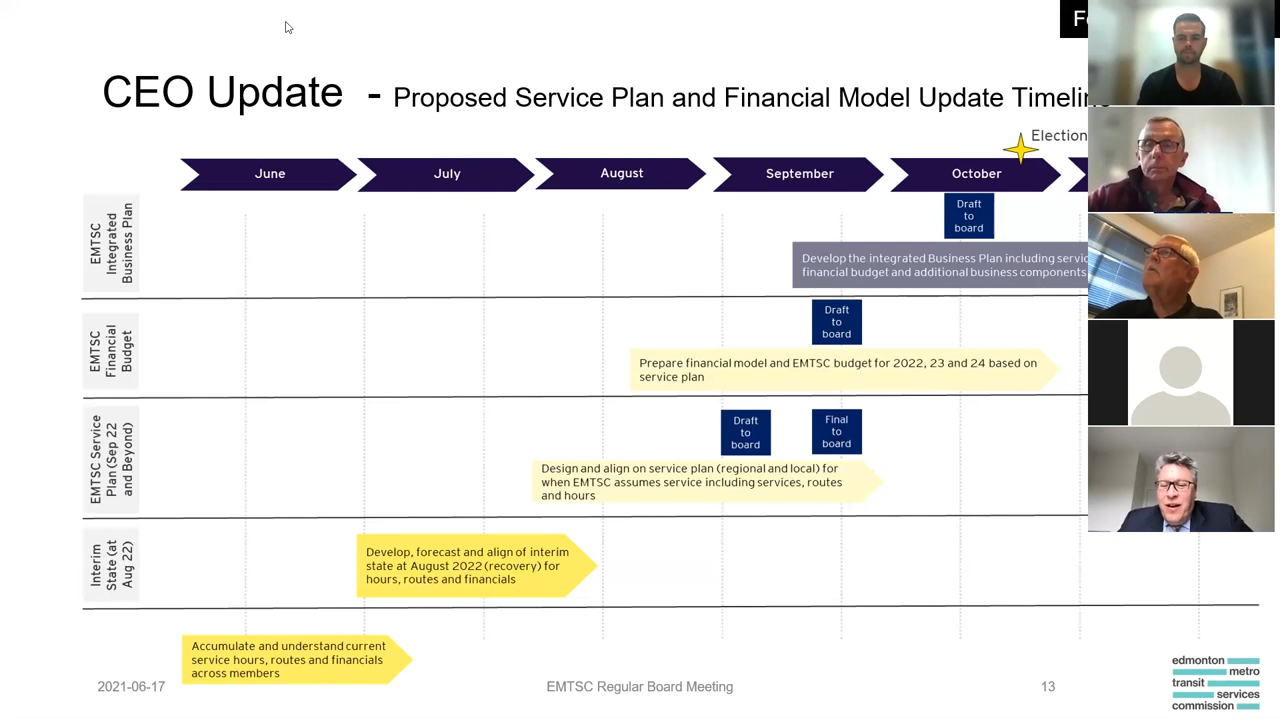 CEO Update - Proposed Service Plan and Financial Model Update Timeline
Election
June
July
August
September
October
EMTSC
Integrated
Business Plan
Draft
to
board
Develop the integrated Business Plan including
financial budget and additional business components
EMTSC
Financial
Budget
Draft
to
board
Prepare financial model and EMTSC budget for 2022, 23 and 24 based on
service plan
EMTSC Service
Plan (Sep 22
and Beyond)
Draft
to
board
Final
to
board
Design and align on service plan (regional and local) for
when EMTSC assumes service including services, routes
and hours
Interim
State (at
Aug 22)
Develop, forecast and align of interim
state at August 2022 (recovery) for
hours, routes and financials
Accumulate and understand current
service hours, routes and financials
across members
2021-06-17
EMTSC Regular Board Meeting
13
edmonton
metro
transit
services
commission